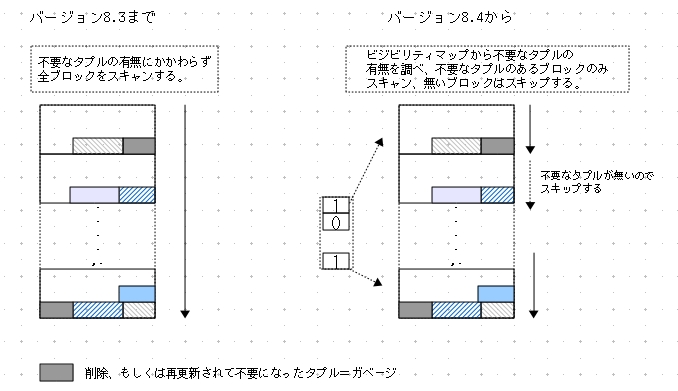 バージョン8.3まで
バージョン8.4から
不要なタプルの有無にかかわらず
全ブロックをスキャンする。
ビジビリティマップから不要なタプルの
有無を調べ、不要なタプルのあるブロックのみ
スキャン、無いブロックはスキップする。
不要なタプルが無いので
スキップする
1
0
1
削除、もしくは再更新されて不要になったタプル＝ガベージ